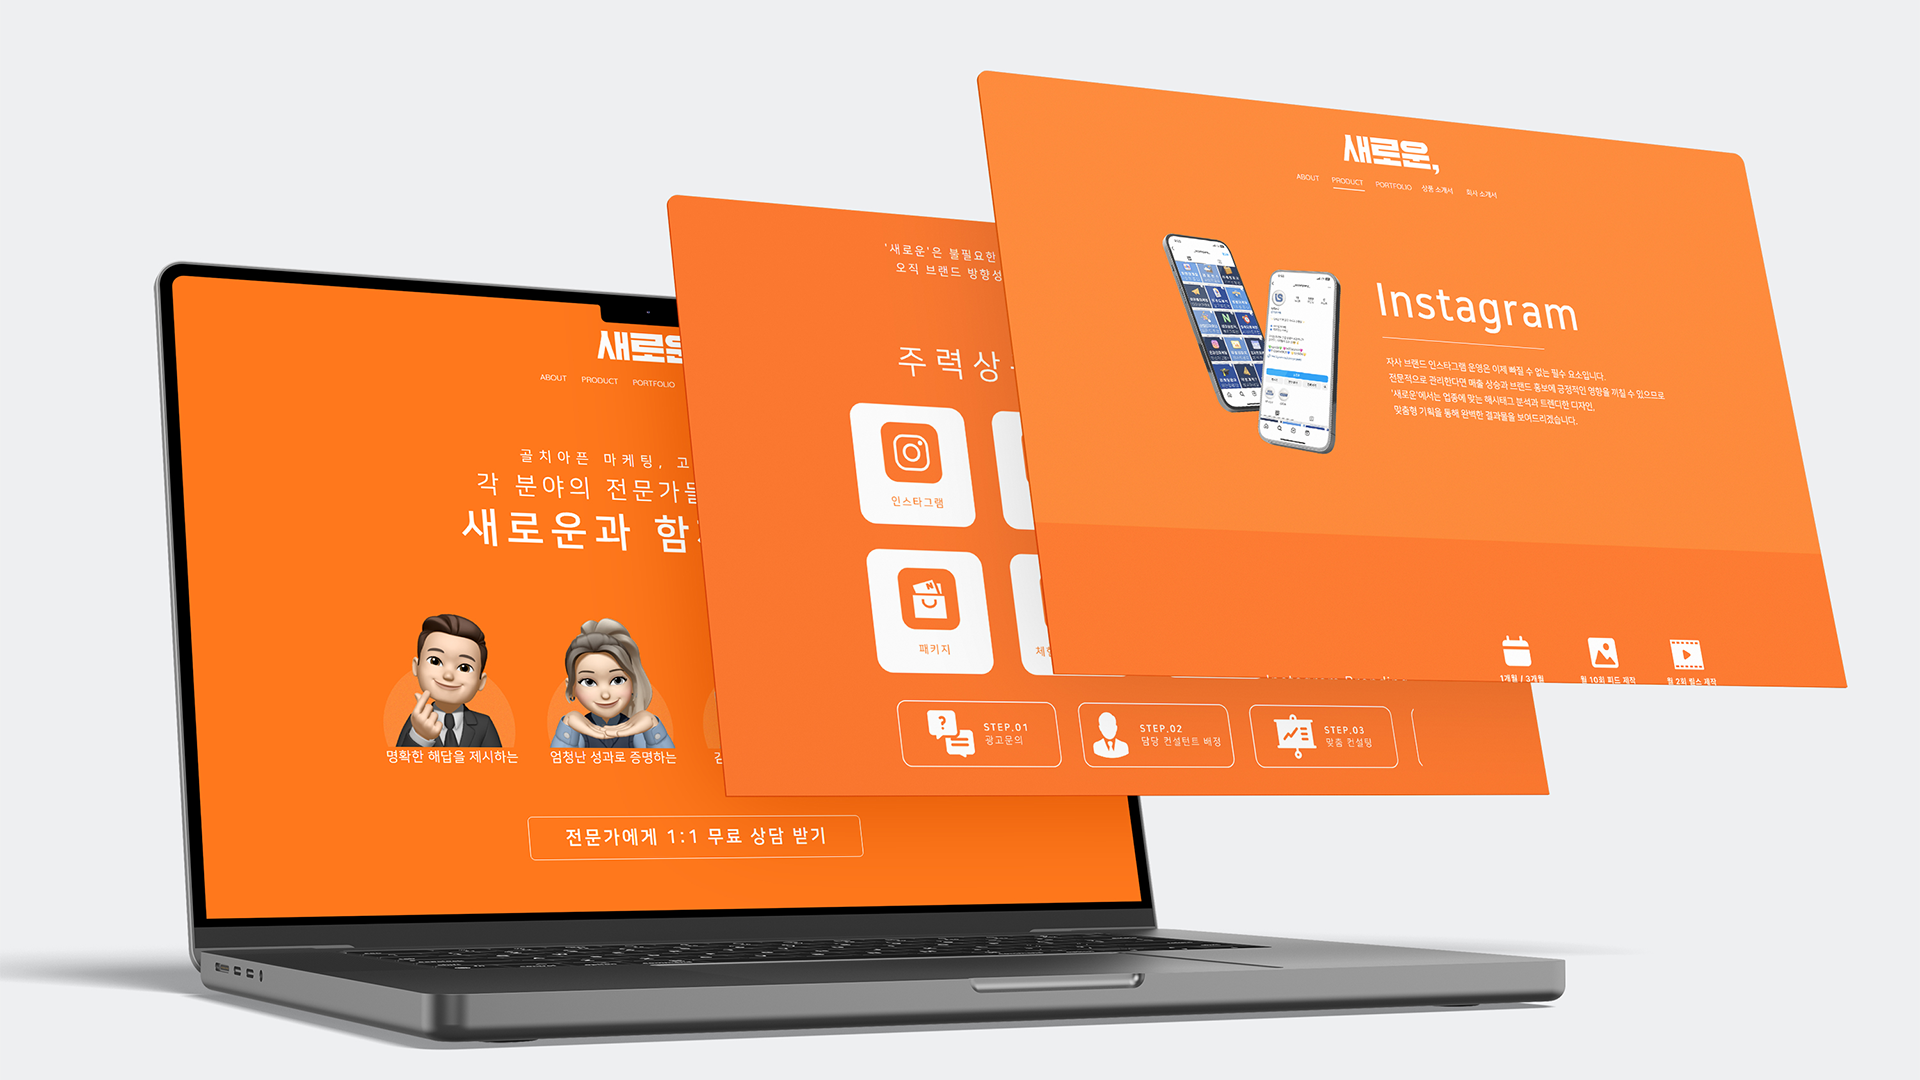 새로운
ABOUT PRODUCT PORTFOLIO
골치아픈 마케팅, 고
각 분야의 전문가들
새로운과 함
명확한 해답을 제시하는
엄청난 성과로 증명하는
전문가에게 1:1 무료 상담 받기
'새로운'은 불필요한
오직 브랜드 방향성
주력상
인스타그램
패키지
체험
STEP.01
광고문의
STEP.02
담당 컨설턴트 배정
STEP.03
맞춤 컨설팅
새로운,
ABOUT PRODUCT PORTFOLIO 상품 소개서 회사 소개서
Instagram
자사 브랜드 인스타그램 운영은 이제 빠질 수 없는 필수 요소입니다.
전문적으로 관리한다면 매출 상승과 브랜드 홍보에 긍정적인 영향을 끼칠 수 있으므로
'새로운'에서는 업종에 맞는 해시태그 분석과 트렌디한 디자인,
맞춤형 기획을 통해 완벽한 결과물을 보여드리겠습니다.
1개월 / 3개월
월 10회 피드 제작
월 2회 릴스 제작